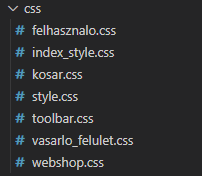 css
# felhasznalo.css
# index_style.css
# kosar.css
# style.css
# toolbar.css
# vasarlo_felulet.css
# webshop.css